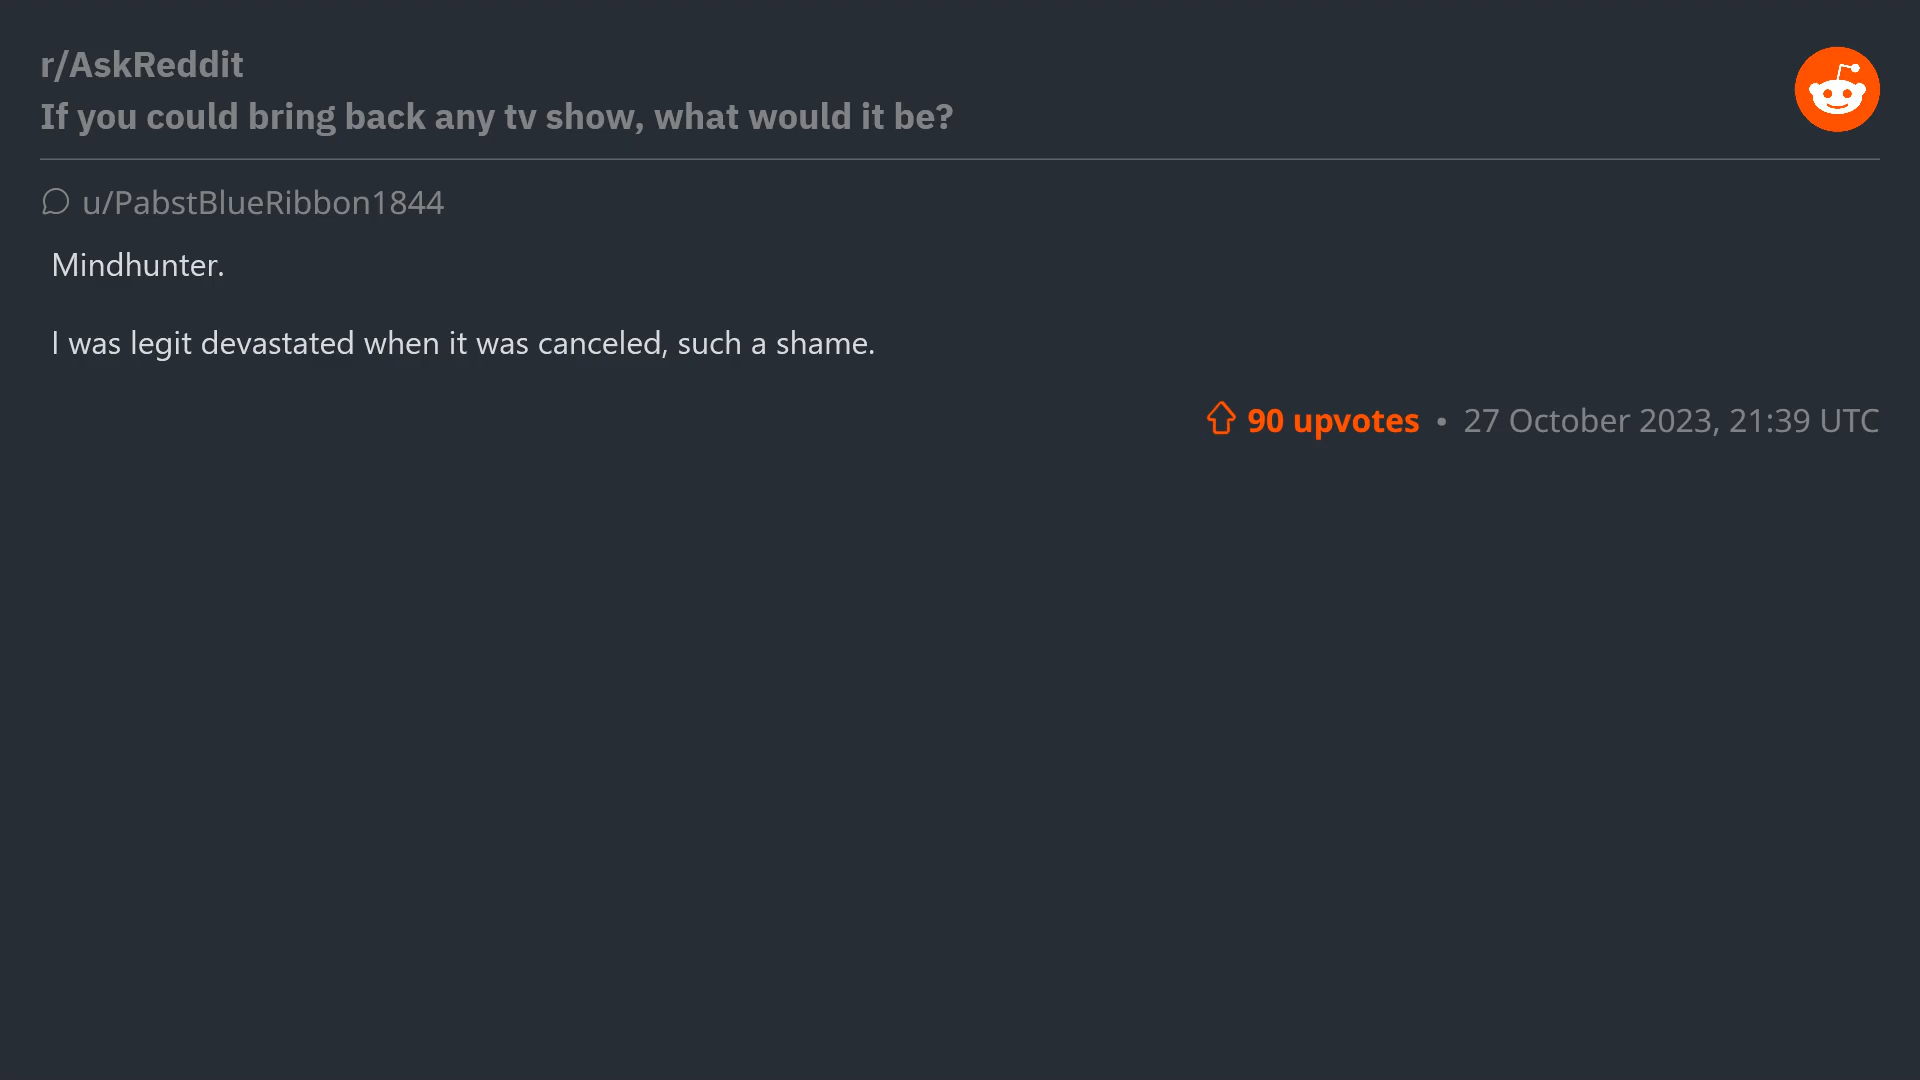 r/AskReddit
If you could bring back any tv show, what would it be?
u/PabstBlueRibbon1844
Mindhunter.
I was legit devastated when it was canceled, such a shame.
90 upvotes • 27 October 2023, 21:39 UTC